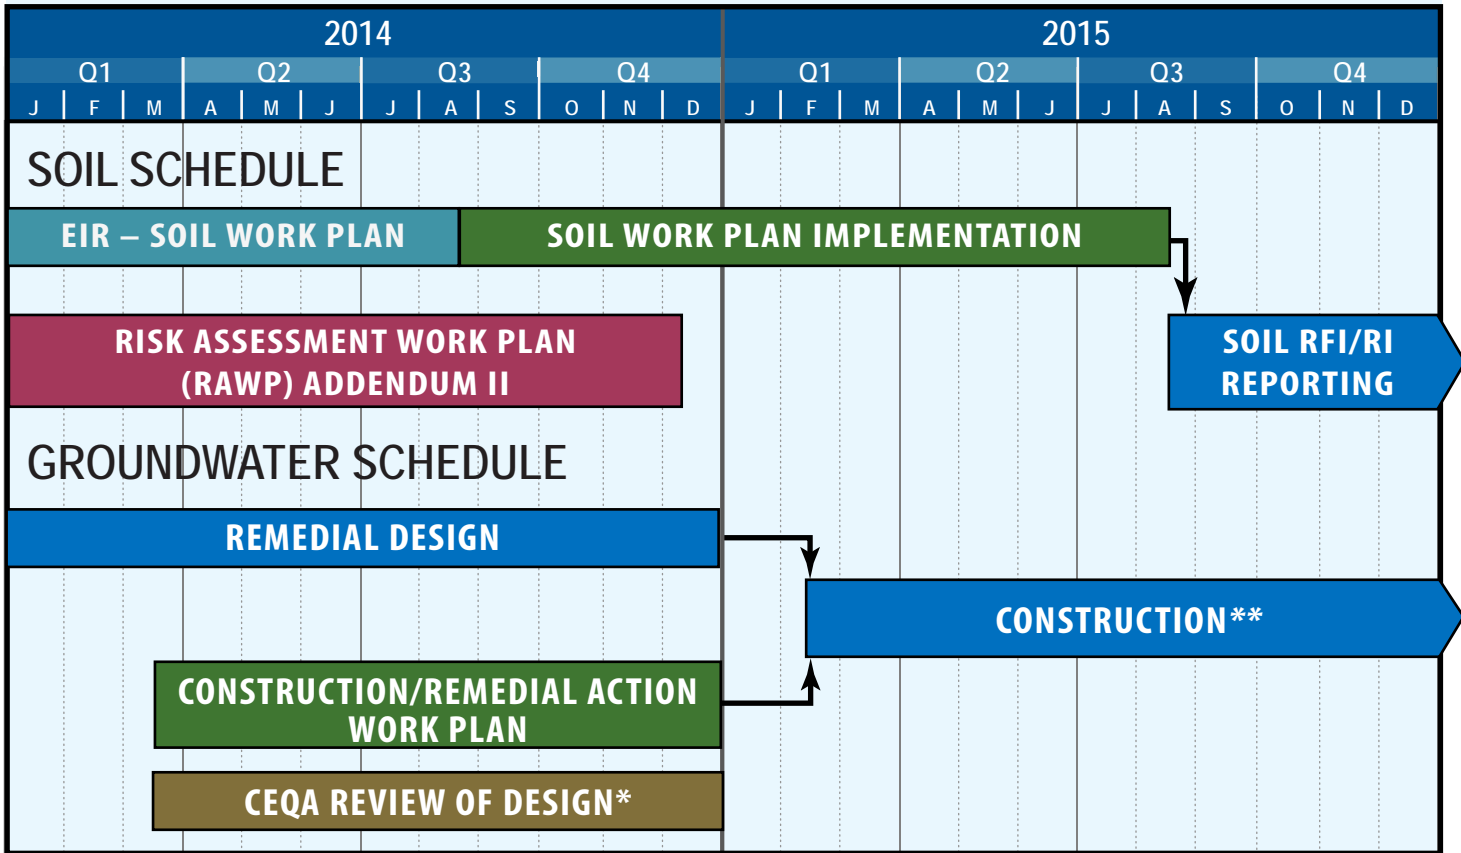 2014 2015
Q1 Q2 Q3 Q4 Q1 Q2 Q3 Q4
J F M A M J J A S O N D J F M A M J J A S O N D
SOIL SCHEDULE
EIR – SOIL WORK PLAN SOIL WORK PLAN IMPLEMENTATION
RISK ASSESSMENT WORK PLAN
(RAWP) ADDENDUM II
SOIL RFI/RI
REPORTING
GROUNDWATER SCHEDULE
REMEDIAL DESIGN
CONSTRUCTION**
CONSTRUCTION/REMEDIAL ACTION
WORK PLAN
CEQA REVIEW OF DESIGN*